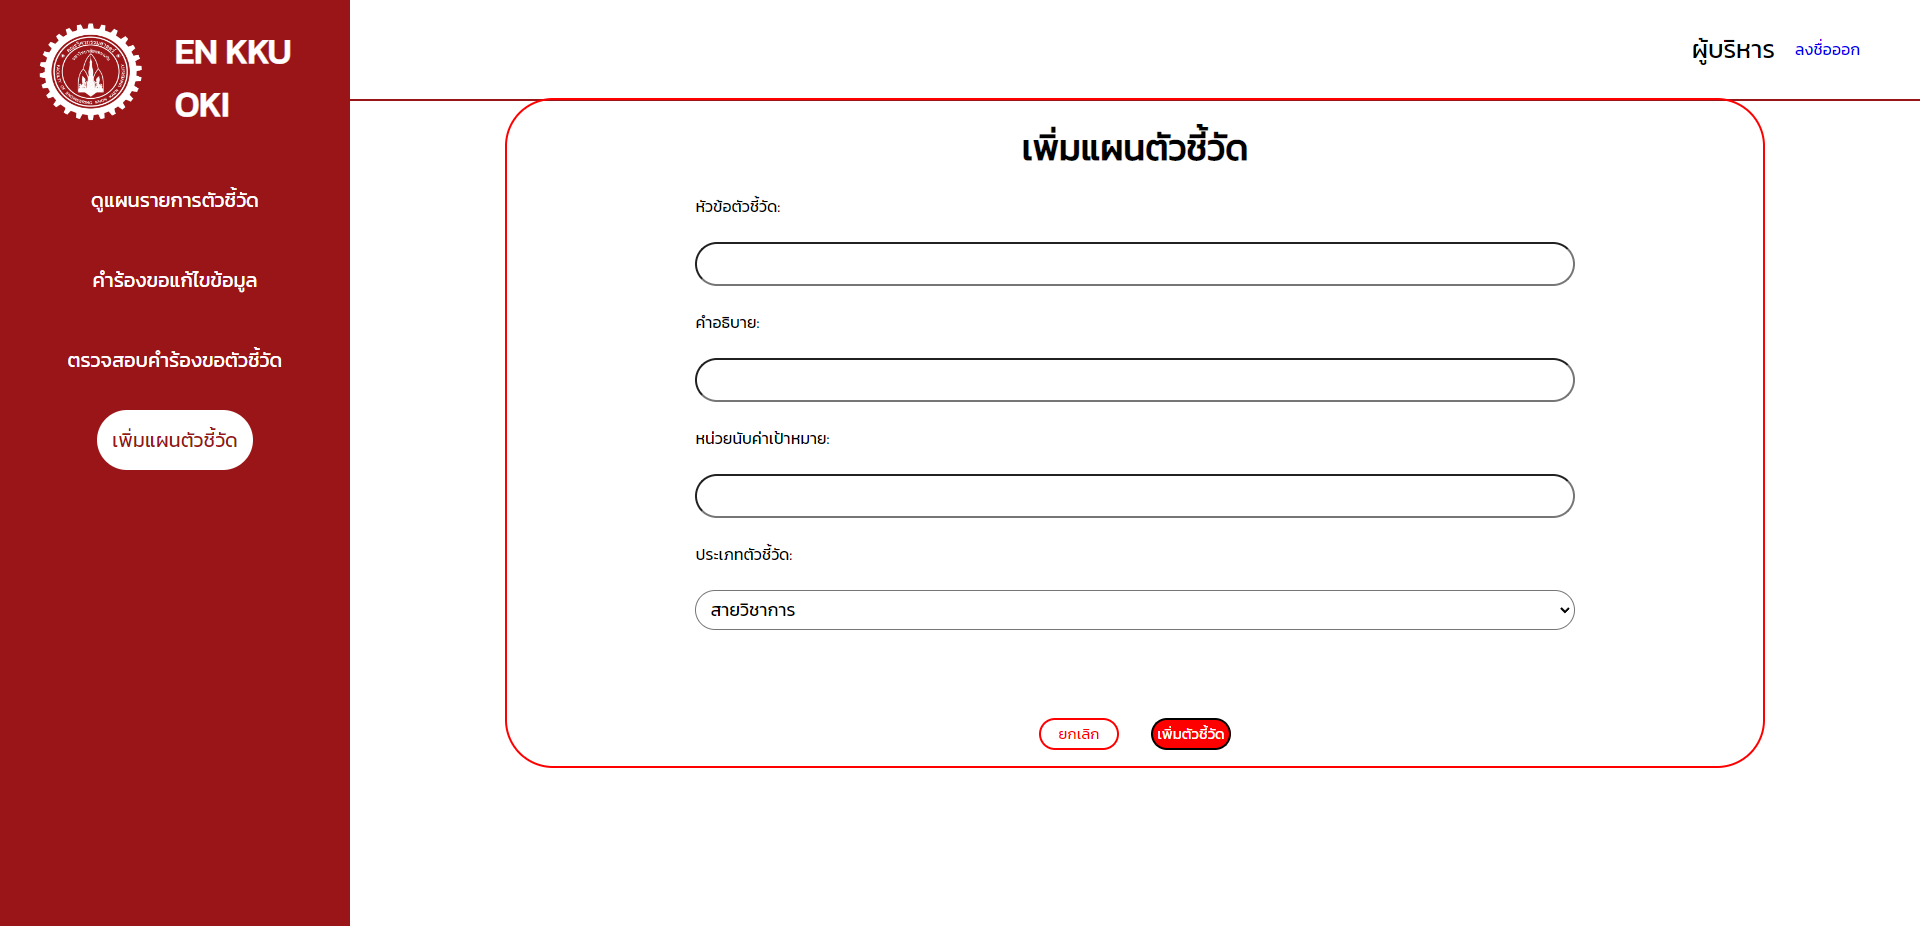 EN KKU
OKI
ผู้บริหาร ลงชื่อออก
ดูแผนรายการตัวชี้วัด
คำร้องขอแก้ไขข้อมูล
ตรวจสอบคำร้องขอตัวชี้วัด
เพิ่มแผนตัวชี้วัด
เพิ่มแผนตัวชี้วัด
หัวข้อตัวชี้วัด:
คำอธิบาย:
หน่วยนับค่าเป้าหมาย:
ประเภทตัวชี้วัด:
สายวิชาการ
ยกเลิก เพิ่มตัวชี้วัด